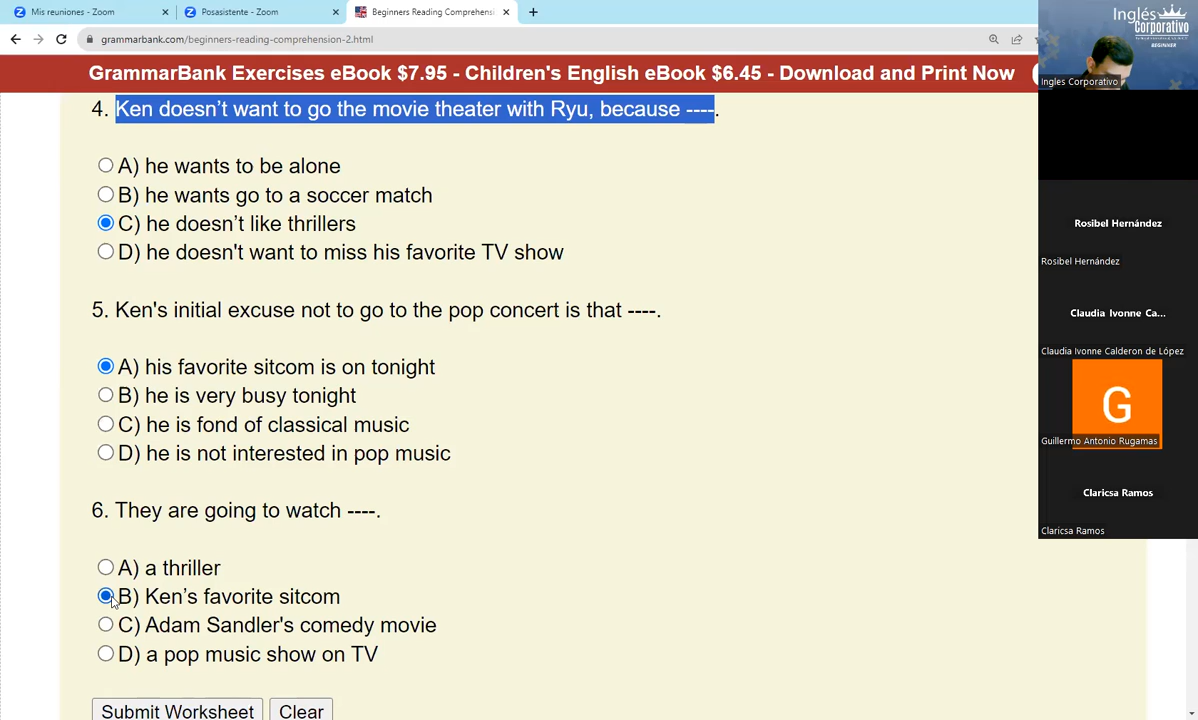 Mis reuniones - Zoom
Posasistente - Zoom
Beginners Reading Comprehensi
grammarbank.com/beginners-reading-comprehension-2.html
GrammarBank Exercises eBook $7.95 - Children's English eBook $6.45 - Download and Print Now
4. Ken doesn’t want to go the movie theater with Ryu, because ----.
A) he wants to be alone
B) he wants go to a soccer match
C) he doesn’t like thrillers
D) he doesn't want to miss his favorite TV show
5. Ken's initial excuse not to go to the pop concert is that ----.
A) his favorite sitcom is on tonight
B) he is very busy tonight
C) he is fond of classical music
D) he is not interested in pop music
6. They are going to watch ----.
A) a thriller
B) Ken’s favorite sitcom
C) Adam Sandler's comedy movie
D) a pop music show on TV
Submit Worksheet
Clear
Inglés
Corporativo
BEGINNER
Ingles Corporativo
Rosibel Hernández
Rosibel Hernández
Claudia Ivonne Ca...
Claudia Ivonne Calderon de López
G
Guillermo Antonio Rugamas
Claricsa Ramos
Claricsa Ramos